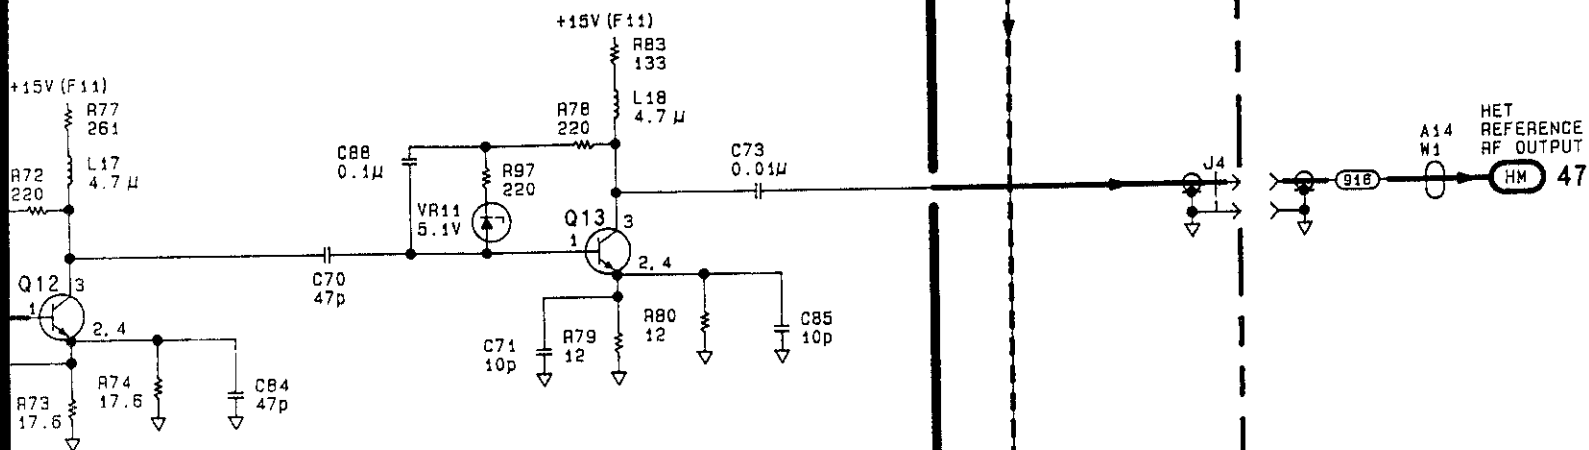 +15V (F11)
R77
261
L17
4.7 µ
R72
220
Q12
3
1
2, 4
R73
17.6
R74
17.6
C84
47p
C70
47p
C88
0.1µ
VR11
5.1V
R97
220
R78
220
+15V (F11)
R83
133
L18
4.7 µ
Q13
3
1
2, 4
C71
10p
R79
12
R80
12
C85
10p
C73
0.01µ
J4
918
A14
W1
HET
REFERENCE
RF OUTPUT
HM
47